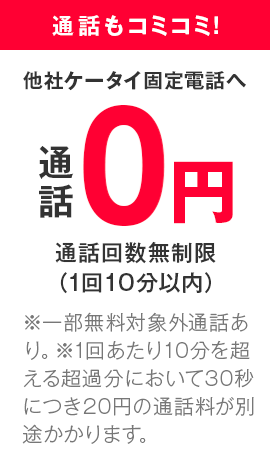 通話もコミコミ!
他社ケータイ固定電話へ
通話0円
通話回数無制限
（1回10分以内）
※一部無料対象外通話あ
り。※1回あたり10分を超
える超過分において30秒
につき20円の通話料が別
途かかります。